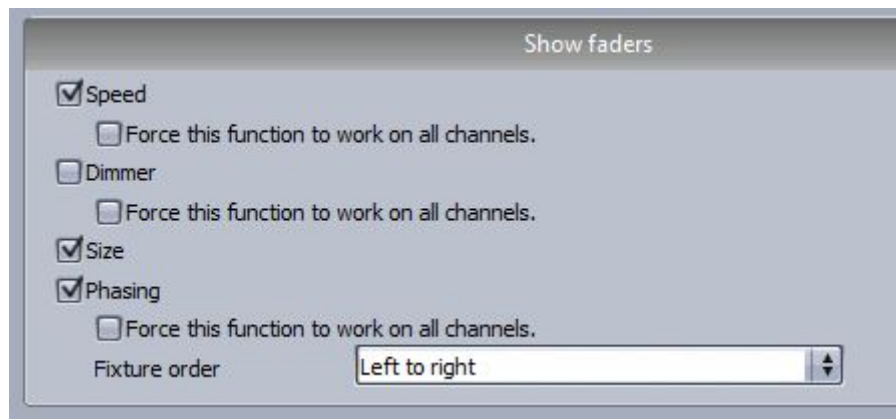 Show faders
Speed
Force this function to work on all channels.
Dimmer
Force this function to work on all channels.
Size
Phasing
Force this function to work on all channels.
Fixture order Left to right